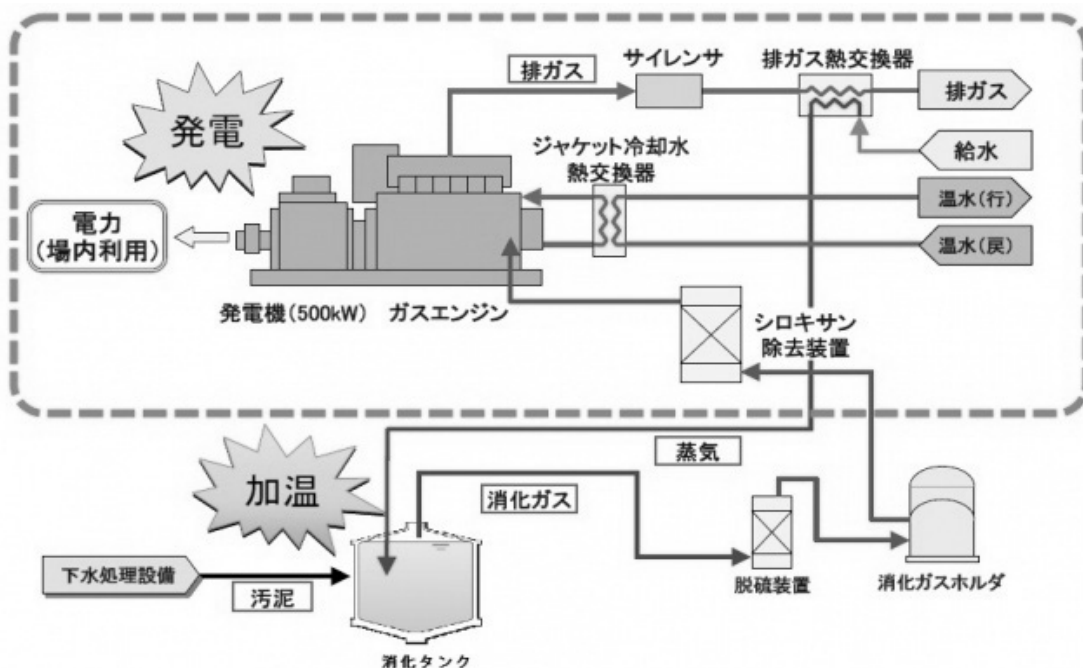 排ガス
サイレンサ
排ガス熱交換器
排ガス
発電
ジャケット冷却水
熱交換器
給水
電力
(場内利用)
温水(行)
温水(戻)
発電機(500kW)
ガスエンジン
シロキサン
除去装置
蒸気
加温
消化ガス
下水処理設備
汚泥
脱硫装置
消化ガスホルダ
消化タンク